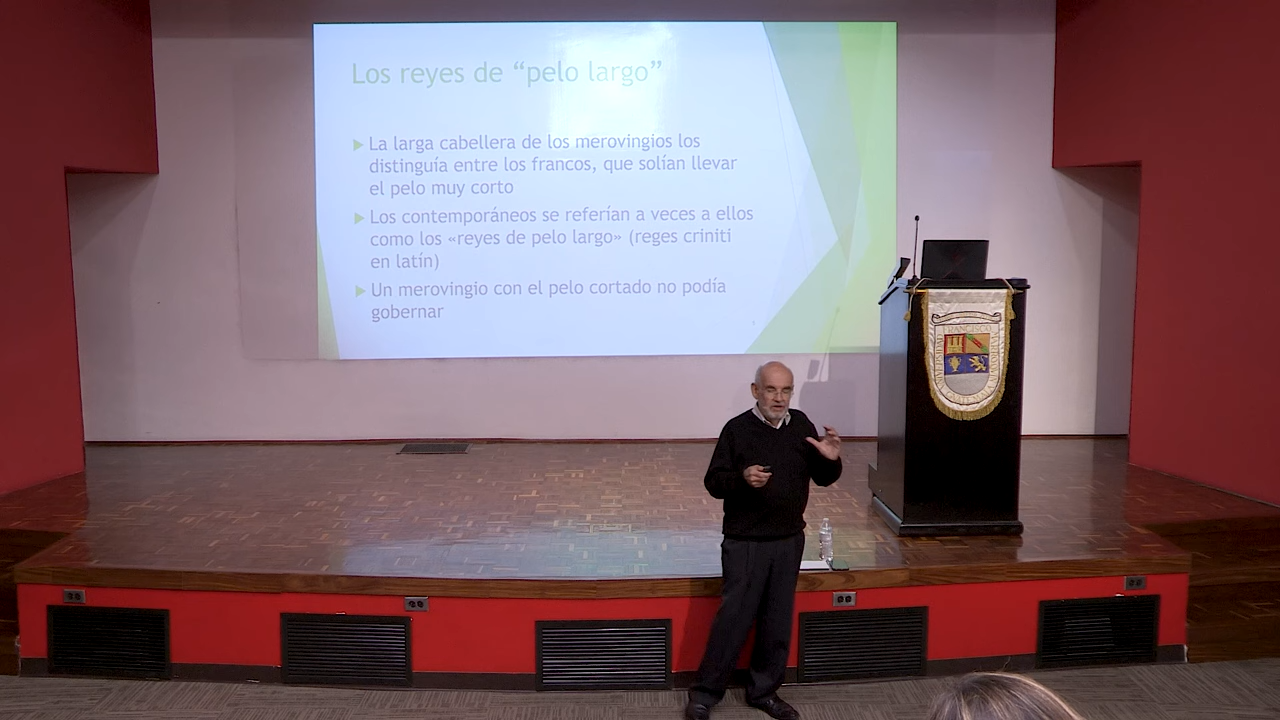 Los reyes de “pelo largo”
La larga cabellera de los merovingios los
distinguía entre los francos, que solían llevar
el pelo muy corto
Los contemporáneos se referían a veces a ellos
como los «reyes de pelo largo» (reges criniti
en latín)
Un merovingio con el pelo cortado no podía
gobernar
FRANCISCO